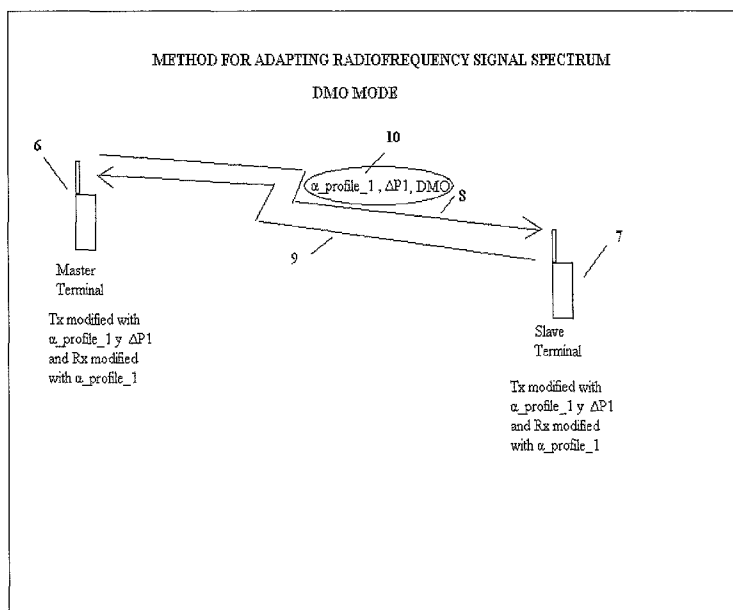 METHOD FOR ADAPTING RADIOFREQUENCY SIGNAL SPECTRUM
DMO MODE
10
6
α_profile_1 , ΔP1, DMO
8
7
9
Master
Terminal
Tx modified with
α_profile_1 y ΔP1
and Rx modified
with α_profile_1
Slave
Terminal
Tx modified with
α_profile_1 y ΔP1
and Rx modified
with α_profile_1